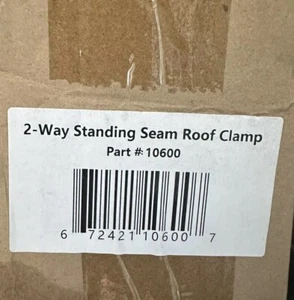 2-Way Standing Seam Roof Clamp
Part #: 10600
6 72421 10600 7